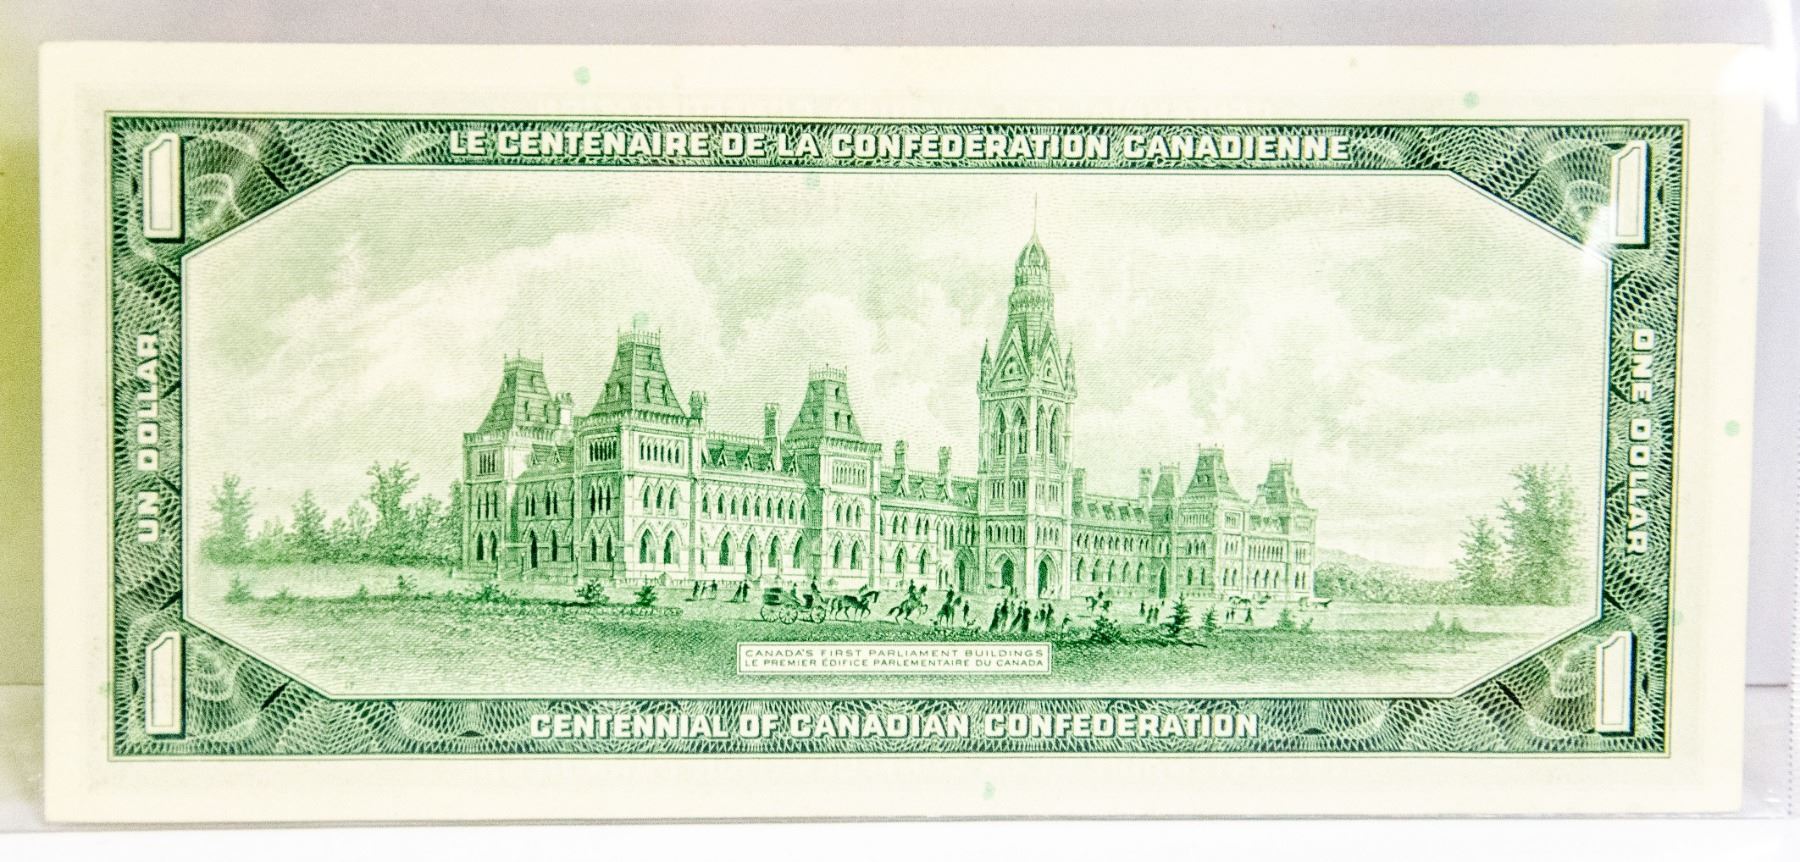 LE CENTENAIRE DE LA CONFÉDÉRATION CANADIENNE
1
1
UN DOLLAR
ONE DOLLAR
CANADA'S FIRST PARLIAMENT BUILDINGS
LE PREMIER ÉDIFICE PARLEMENTAIRE DU CANADA
1
1
CENTENNIAL OF CANADIAN CONFEDERATION